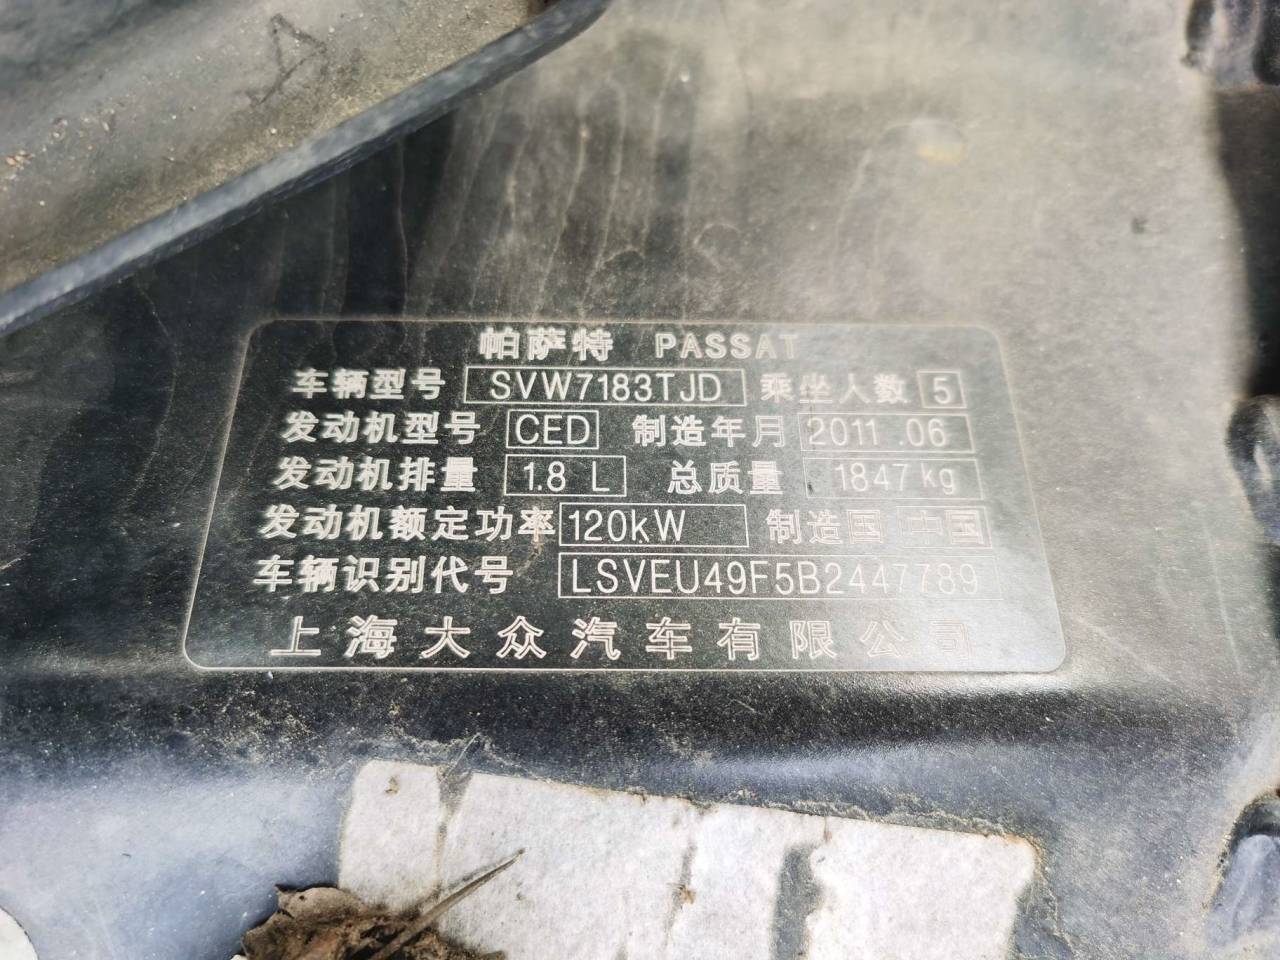 帕萨特 PASSAT
车辆型号 SVW7183TJD 乘坐人数 5
发动机型号 CED 制造年月 2011.06
发动机排量 1.8 L 总质量 1847 kg
发动机额定功率 120kW 制造国 中国
车辆识别代号 LSVEU49F5B2447789
上海大众汽车有限公司